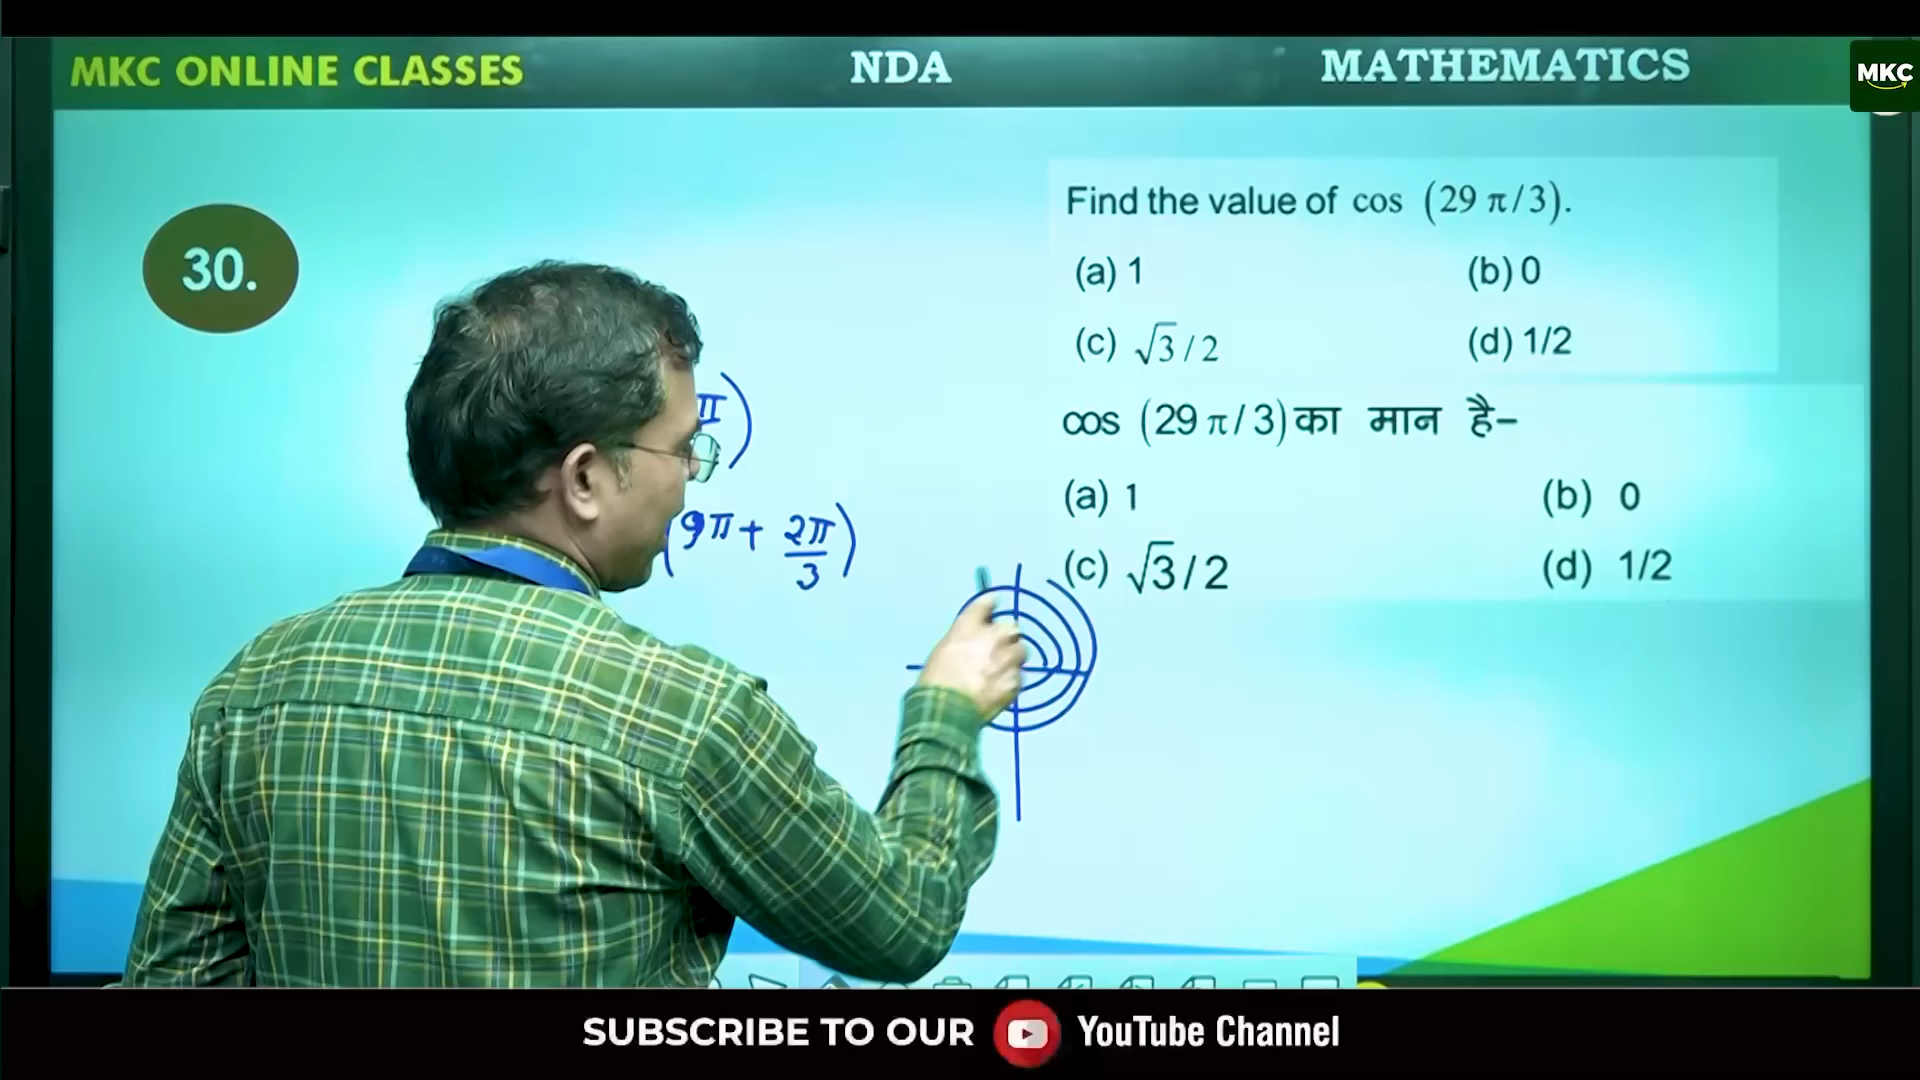 MKC ONLINE CLASSES
NDA
MATHEMATICS
MKC
30.
Find the value of cos (29 π/3).
(a) 1
(b) 0
(c) √3/2
(d) 1/2
cos (29 π/3) का मान है–
(a) 1
(b) 0
(c) √3/2
(d) 1/2
π)
(9π + 2π/3)
SUBSCRIBE TO OUR YouTube Channel